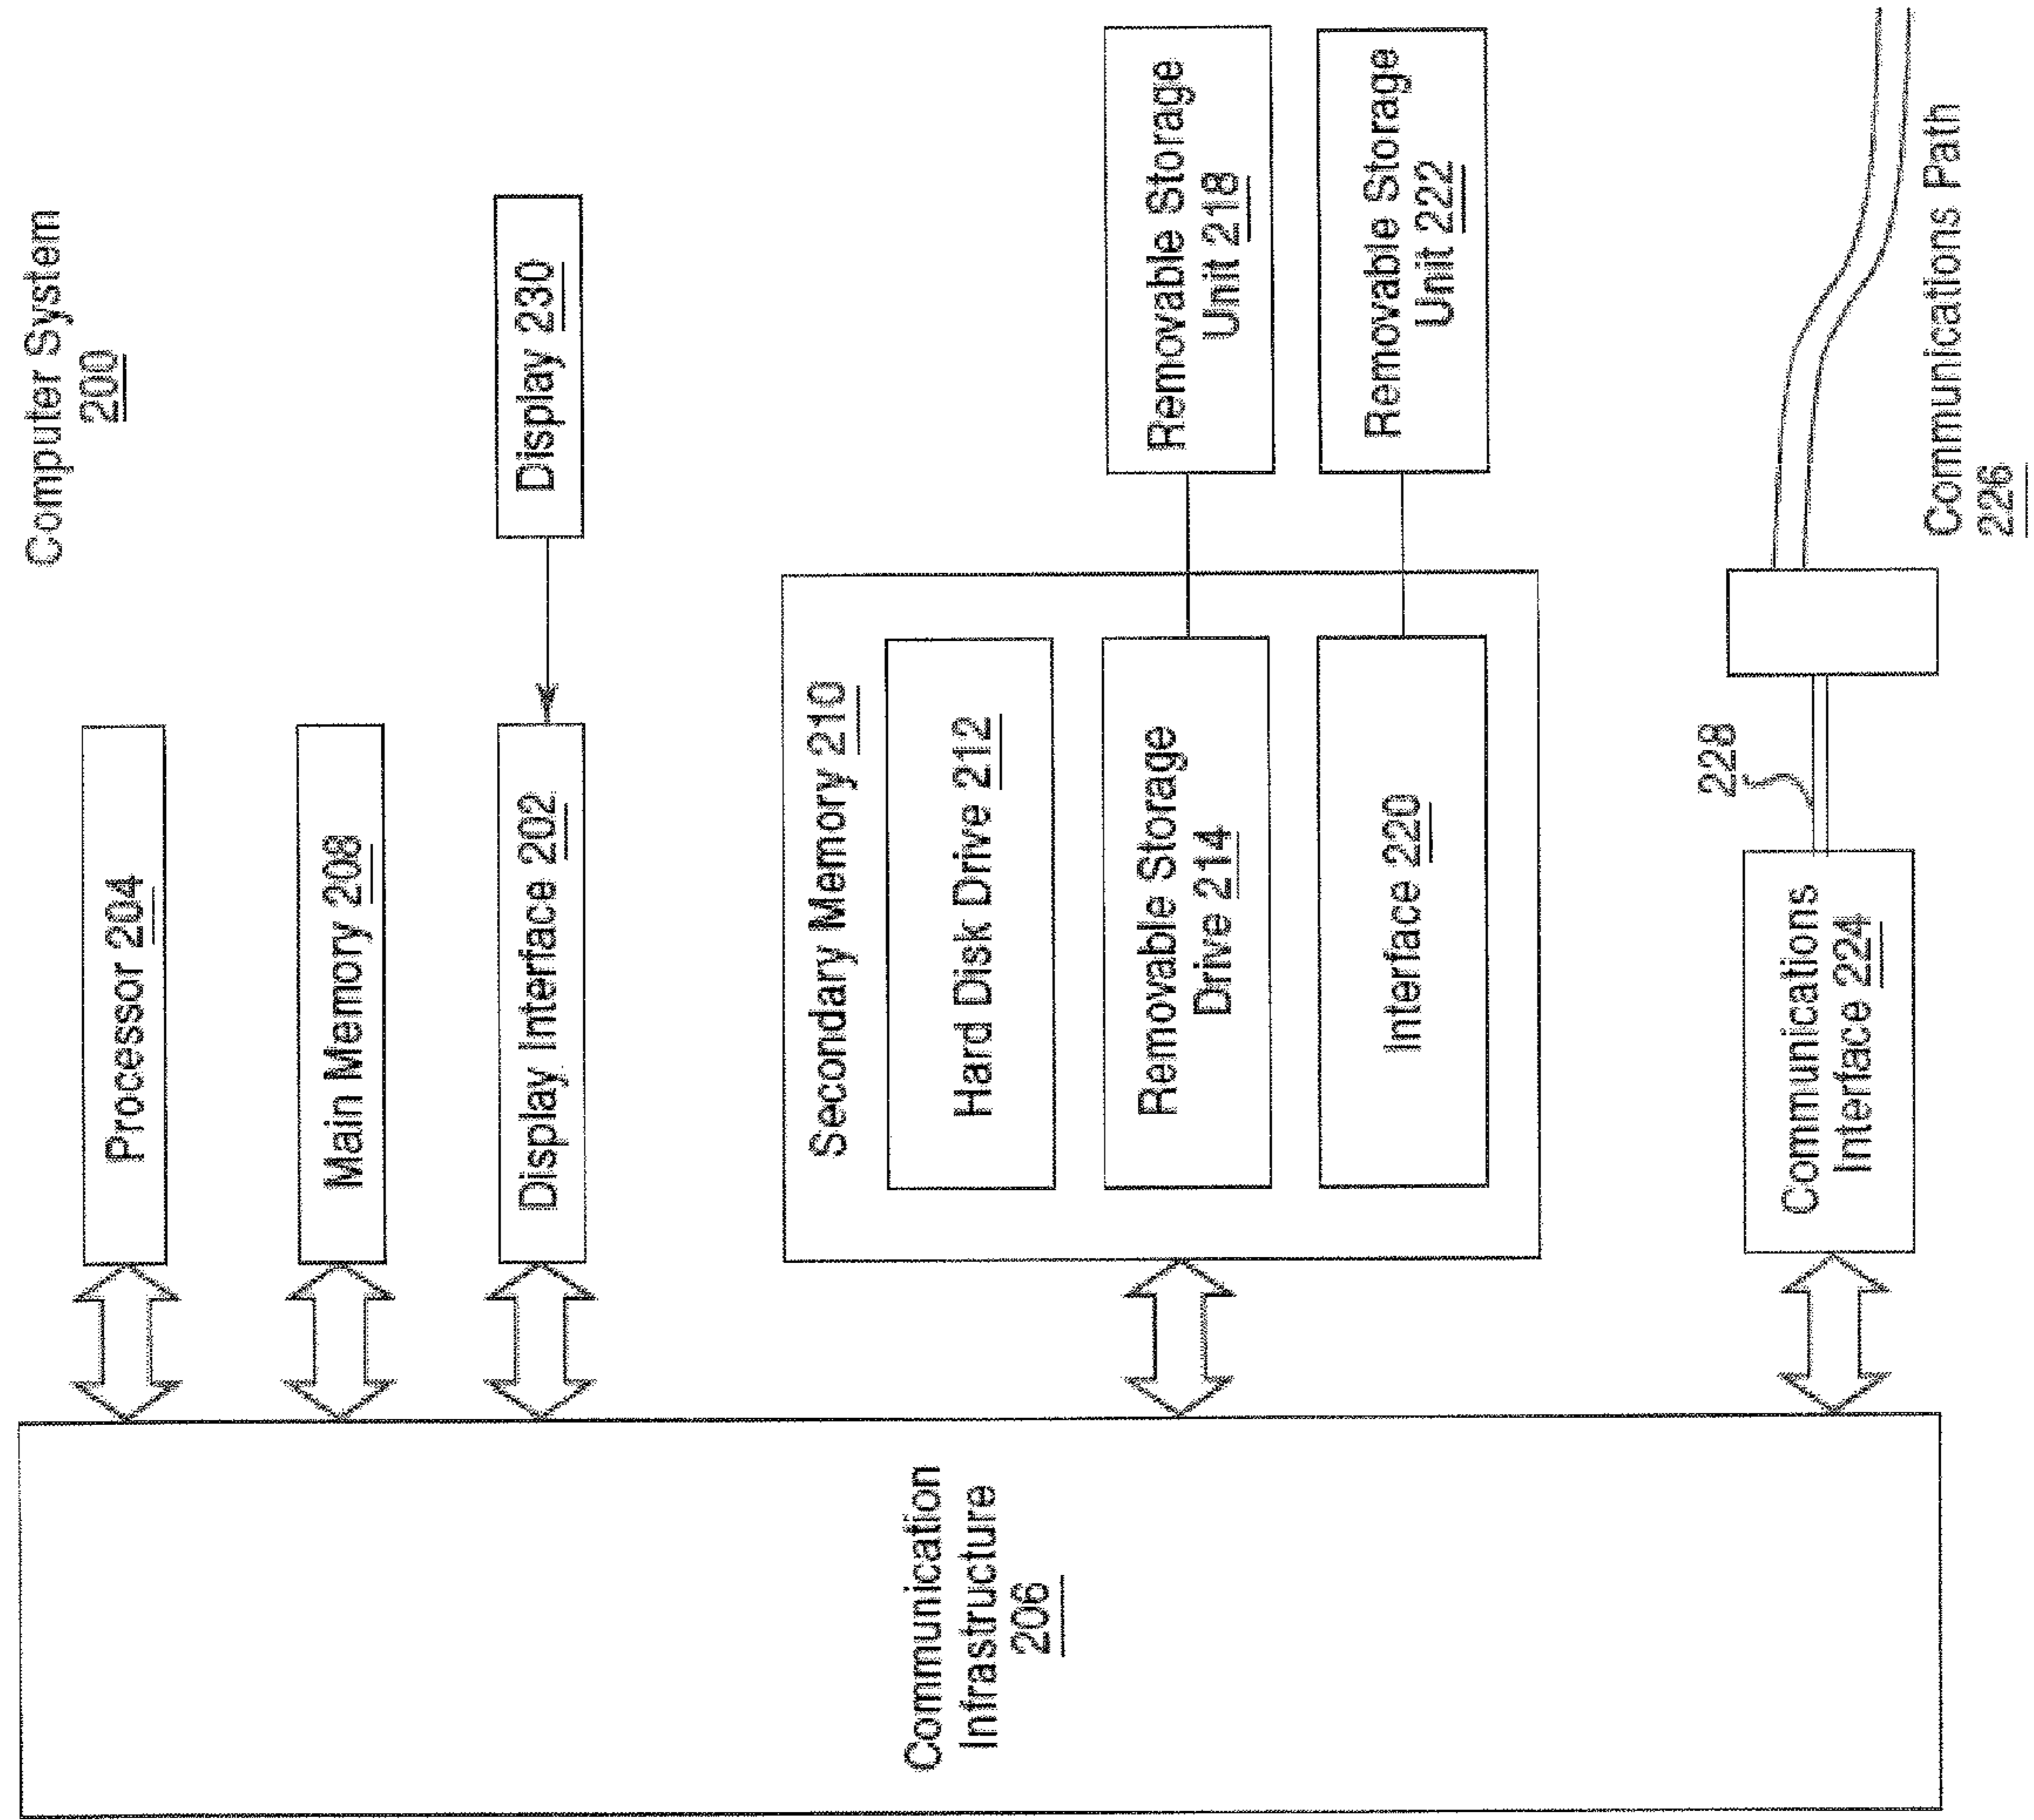 Computer System
200
Processor 204
Main Memory 208
Display Interface 202
Display 230
Secondary Memory 210
Hard Disk Drive 212
Removable Storage
Drive 214
Interface 220
Removable Storage
Unit 218
Removable Storage
Unit 222
Communication
Infrastructure
206
Communications
Interface 224
228
Communications Path
226